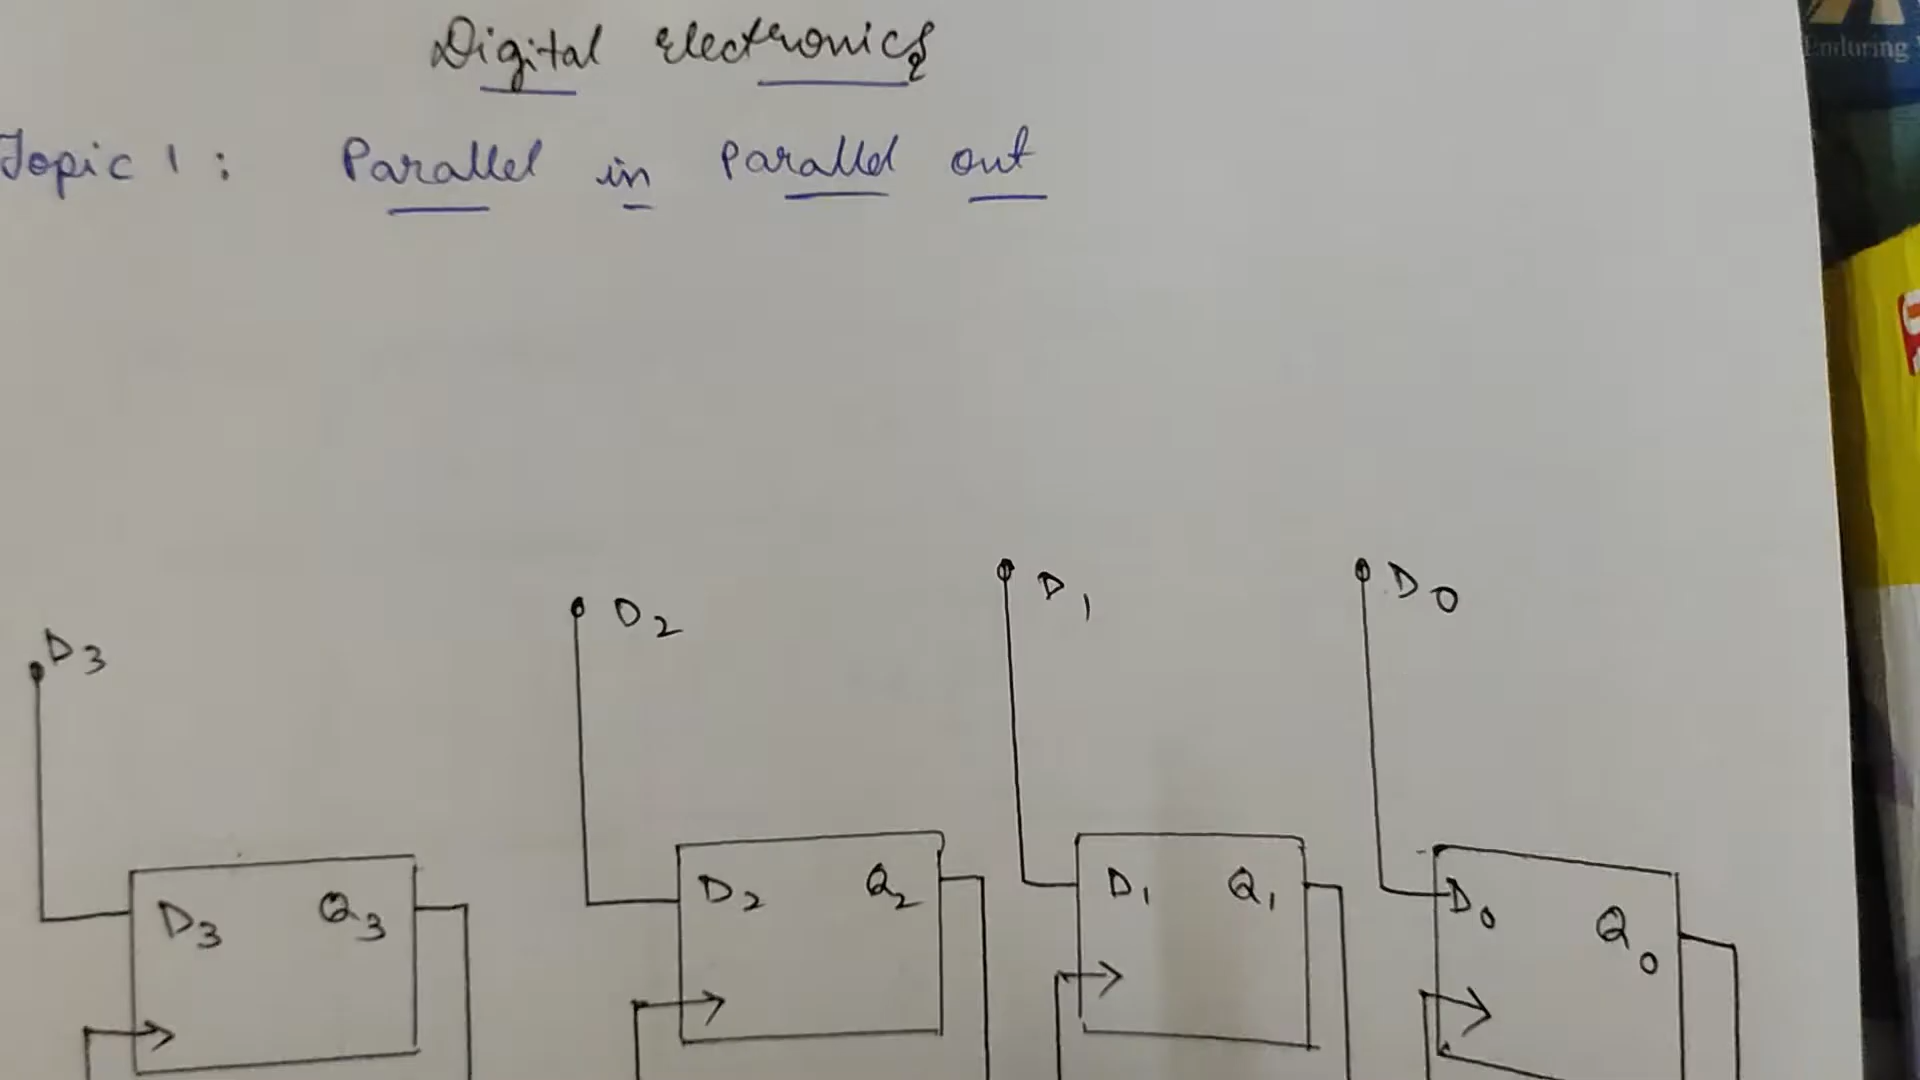 Digital electronics
Enduring
Topic 1 : Parallel in parallel out
D1
D0
D2
D3
D3 Q3
D2 Q2
D1 Q1
D0 Q0